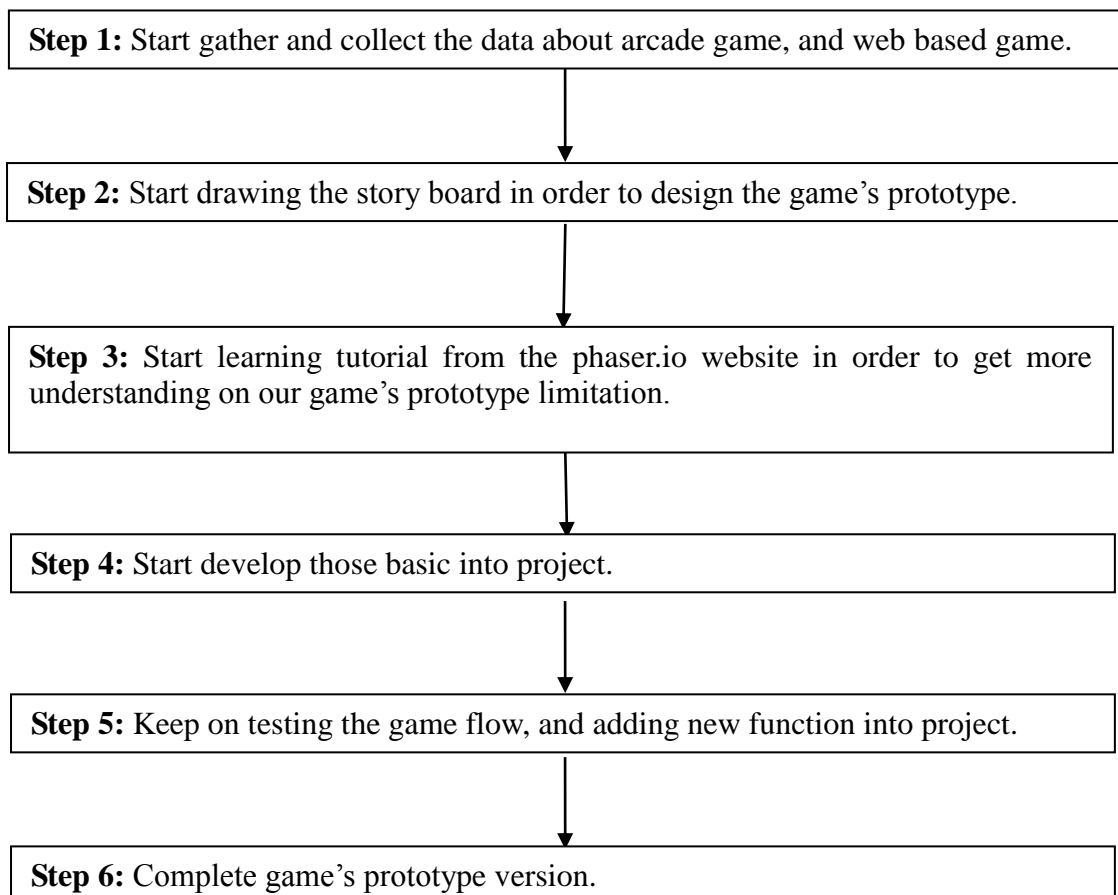 Step 1: Start gather and collect the data about arcade game, and web based game.
Step 2: Start drawing the story board in order to design the game’s prototype.
Step 3: Start learning tutorial from the phaser.io website in order to get more
understanding on our game’s prototype limitation.
Step 4: Start develop those basic into project.
Step 5: Keep on testing the game flow, and adding new function into project.
Step 6: Complete game’s prototype version.